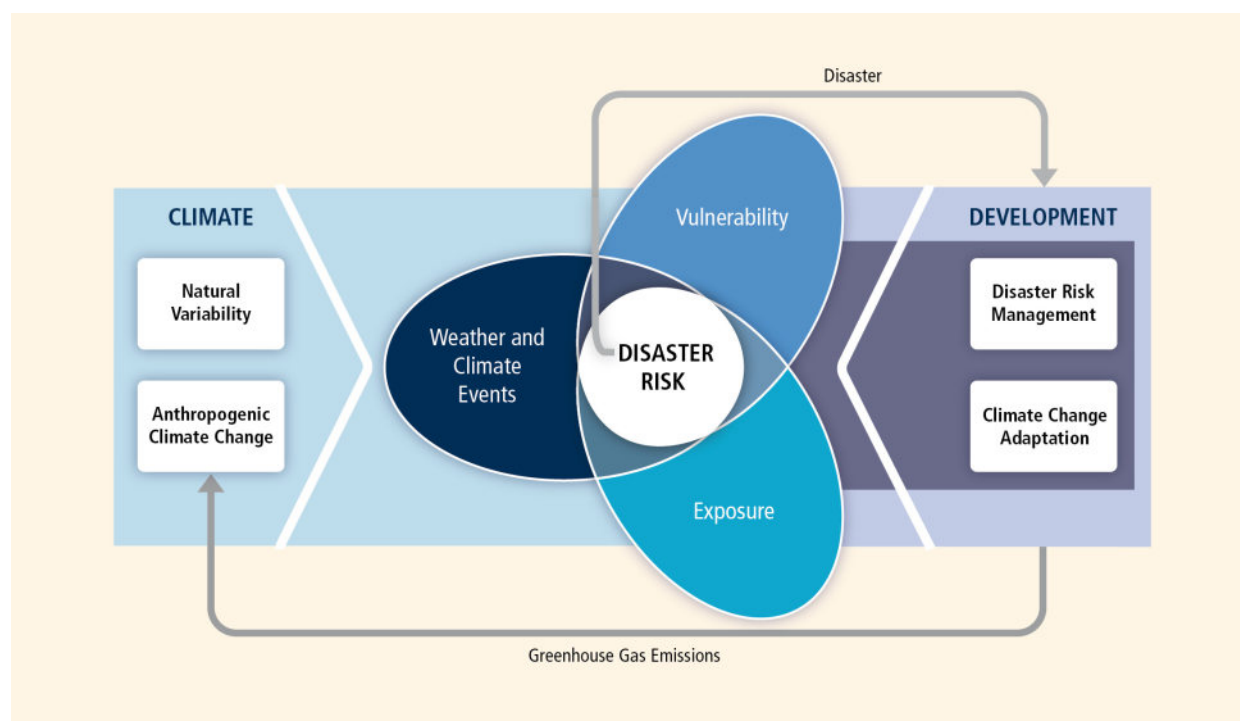 Disaster
CLIMATE
Natural
Variability
Anthropogenic
Climate Change
Weather and
Climate
Events
Vulnerability
DISASTER
RISK
Exposure
DEVELOPMENT
Disaster Risk
Management
Climate Change
Adaptation
Greenhouse Gas Emissions